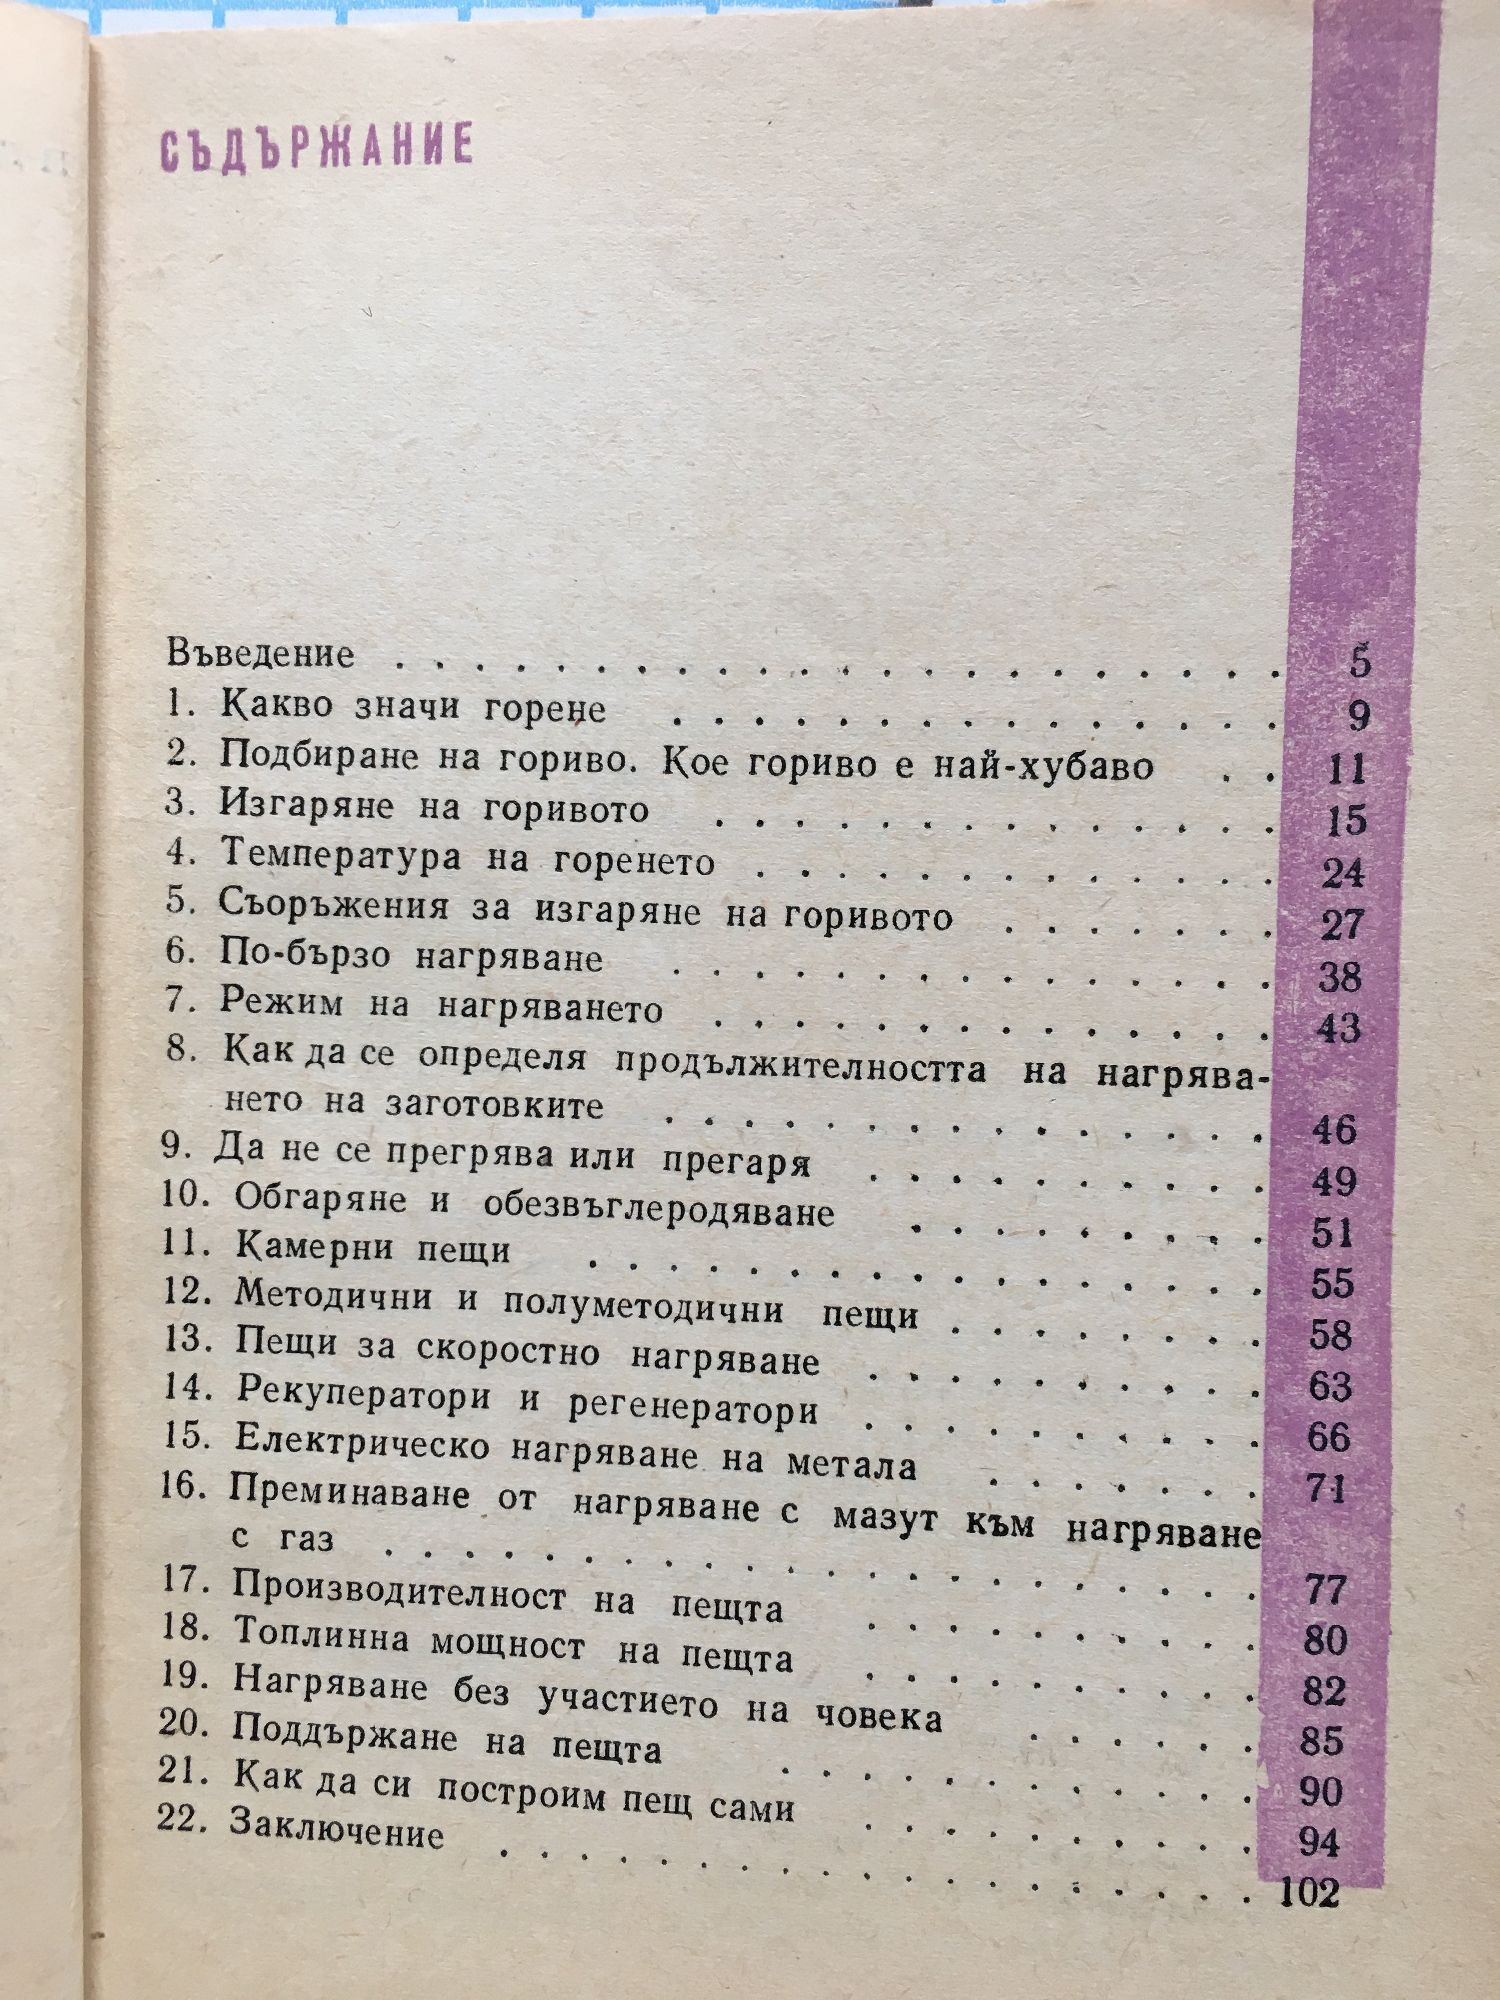 СЪДЪРЖАНИЕ
Въведение . . . . . . . . . . . . . . . . . . . . . . . 5
1. Какво значи горене . . . . . . . . . . . . . . . 9
2. Подбиране на гориво. Кое гориво е най-хубаво . . 11
3. Изгаряне на горивото . . . . . . . . . . . . . . 15
4. Температура на горенето . . . . . . . . . . . . . 24
5. Съоръжения за изгаряне на горивото . . . . . . . 27
6. По-бързо нагряване . . . . . . . . . . . . . . . 38
7. Режим на нагряването . . . . . . . . . . . . . . 43
8. Как да се определя продължителността на нагрява-
нето на заготовките . . . . . . . . . . . . . . . 46
9. Да не се прегрява или прегаря . . . . . . . . . . 49
10. Обгаряне и обезвъглеродяване . . . . . . . . . 51
11. Камерни пещи . . . . . . . . . . . . . . . . . 55
12. Методични и полуметодични пещи . . . . . . . . 58
13. Пещи за скоростно нагряване . . . . . . . . . . 63
14. Рекуператори и регенератори . . . . . . . . . . 66
15. Електрическо нагряване на метала . . . . . . . 71
16. Преминаване от нагряване с мазут към нагряване
с газ . . . . . . . . . . . . . . . . . . . . . . 77
17. Производителност на пещта . . . . . . . . . . 80
18. Топлинна мощност на пещта . . . . . . . . . . 82
19. Нагряване без участието на човека . . . . . . 85
20. Поддържане на пещта . . . . . . . . . . . . 90
21. Как да си построим пещ сами . . . . . . . . . . 94
22. Заключение . . . . . . . . . . . . . . . . . . . 102